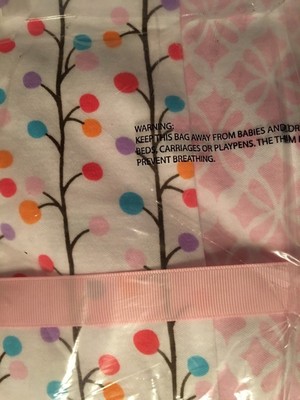 WARNING:
KEEP THIS BAG AWAY FROM BABIES AND
BEDS, CARRIAGES OR PLAYPENS. THE THIN
PREVENT BREATHING.